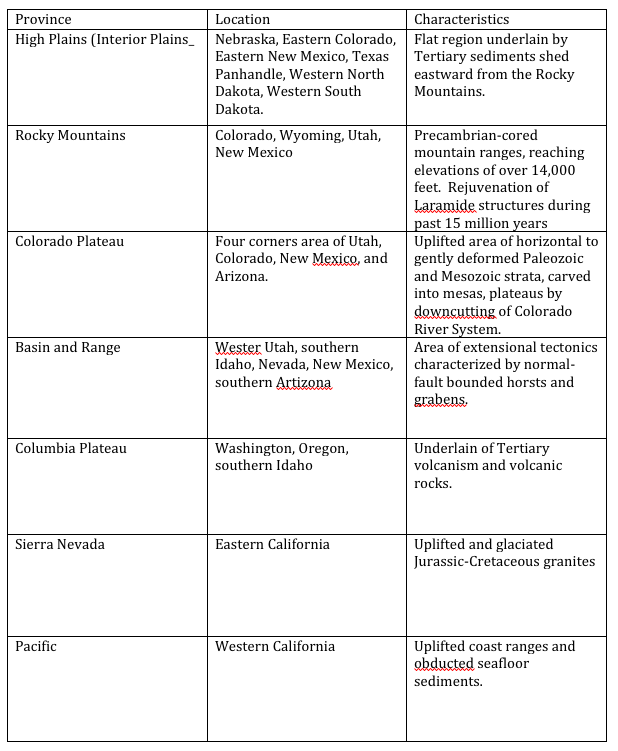 Province
Location
Characteristics
High Plains (Interior Plains_
Nebraska, Eastern Colorado,
Eastern New Mexico, Texas
Panhandle, Western North
Dakota, Western South
Dakota.
Flat region underlain by
Tertiary sediments shed
eastward from the Rocky
Mountains.
Rocky Mountains
Colorado, Wyoming, Utah,
New Mexico
Precambrian-cored
mountain ranges, reaching
elevations of over 14,000
feet.  Rejuvenation of
Laramide structures during
past 15 million years
Colorado Plateau
Four corners area of Utah,
Colorado, New Mexico, and
Arizona.
Uplifted area of horizontal to
gently deformed Paleozoic
and Mesozoic strata, carved
into mesas, plateaus by
downcutting of Colorado
River System.
Basin and Range
Wester Utah, southern
Idaho, Nevada, New Mexico,
southern Artizona
Area of extensional tectonics
characterized by normal-
fault bounded horsts and
grabens.
Columbia Plateau
Washington, Oregon,
southern Idaho
Underlain of Tertiary
volcanism and volcanic
rocks.
Sierra Nevada
Eastern California
Uplifted and glaciated
Jurassic-Cretaceous granites
Pacific
Western California
Uplifted coast ranges and
obducted seafloor
sediments.